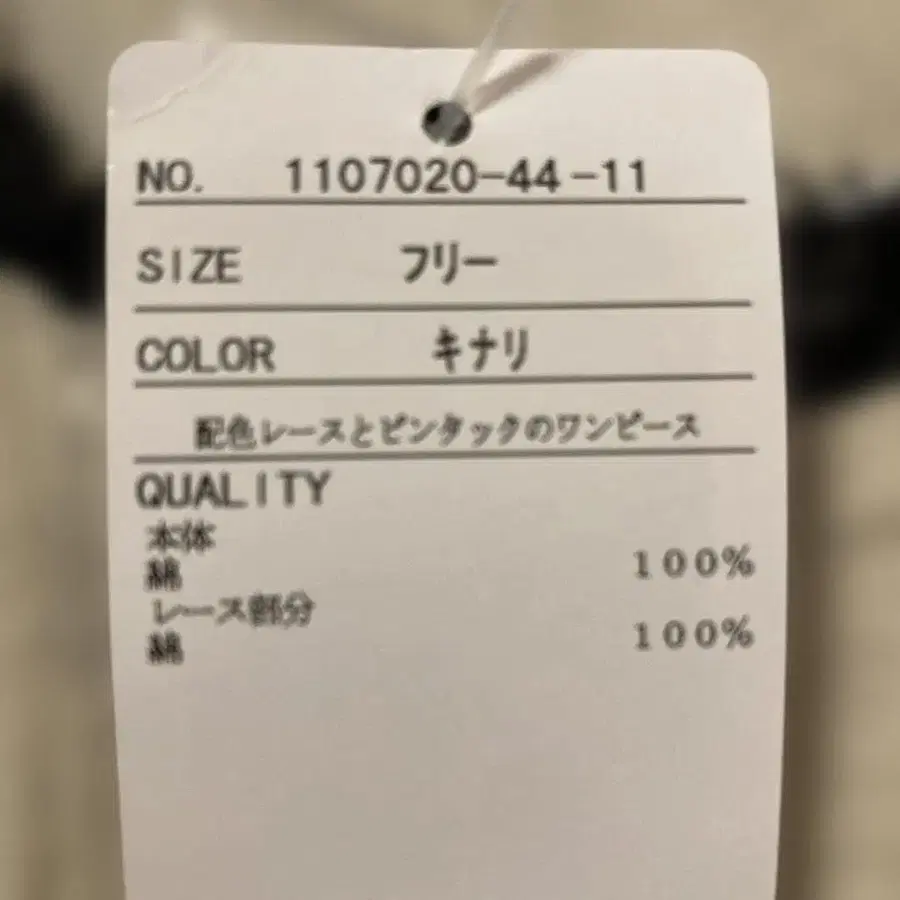 NO. 1107020-44-11
SIZE フリー
COLOR キナリ
配色レースとピンタックのワンピース
QUALITY
本体
綿 100%
レース部分
綿 100%